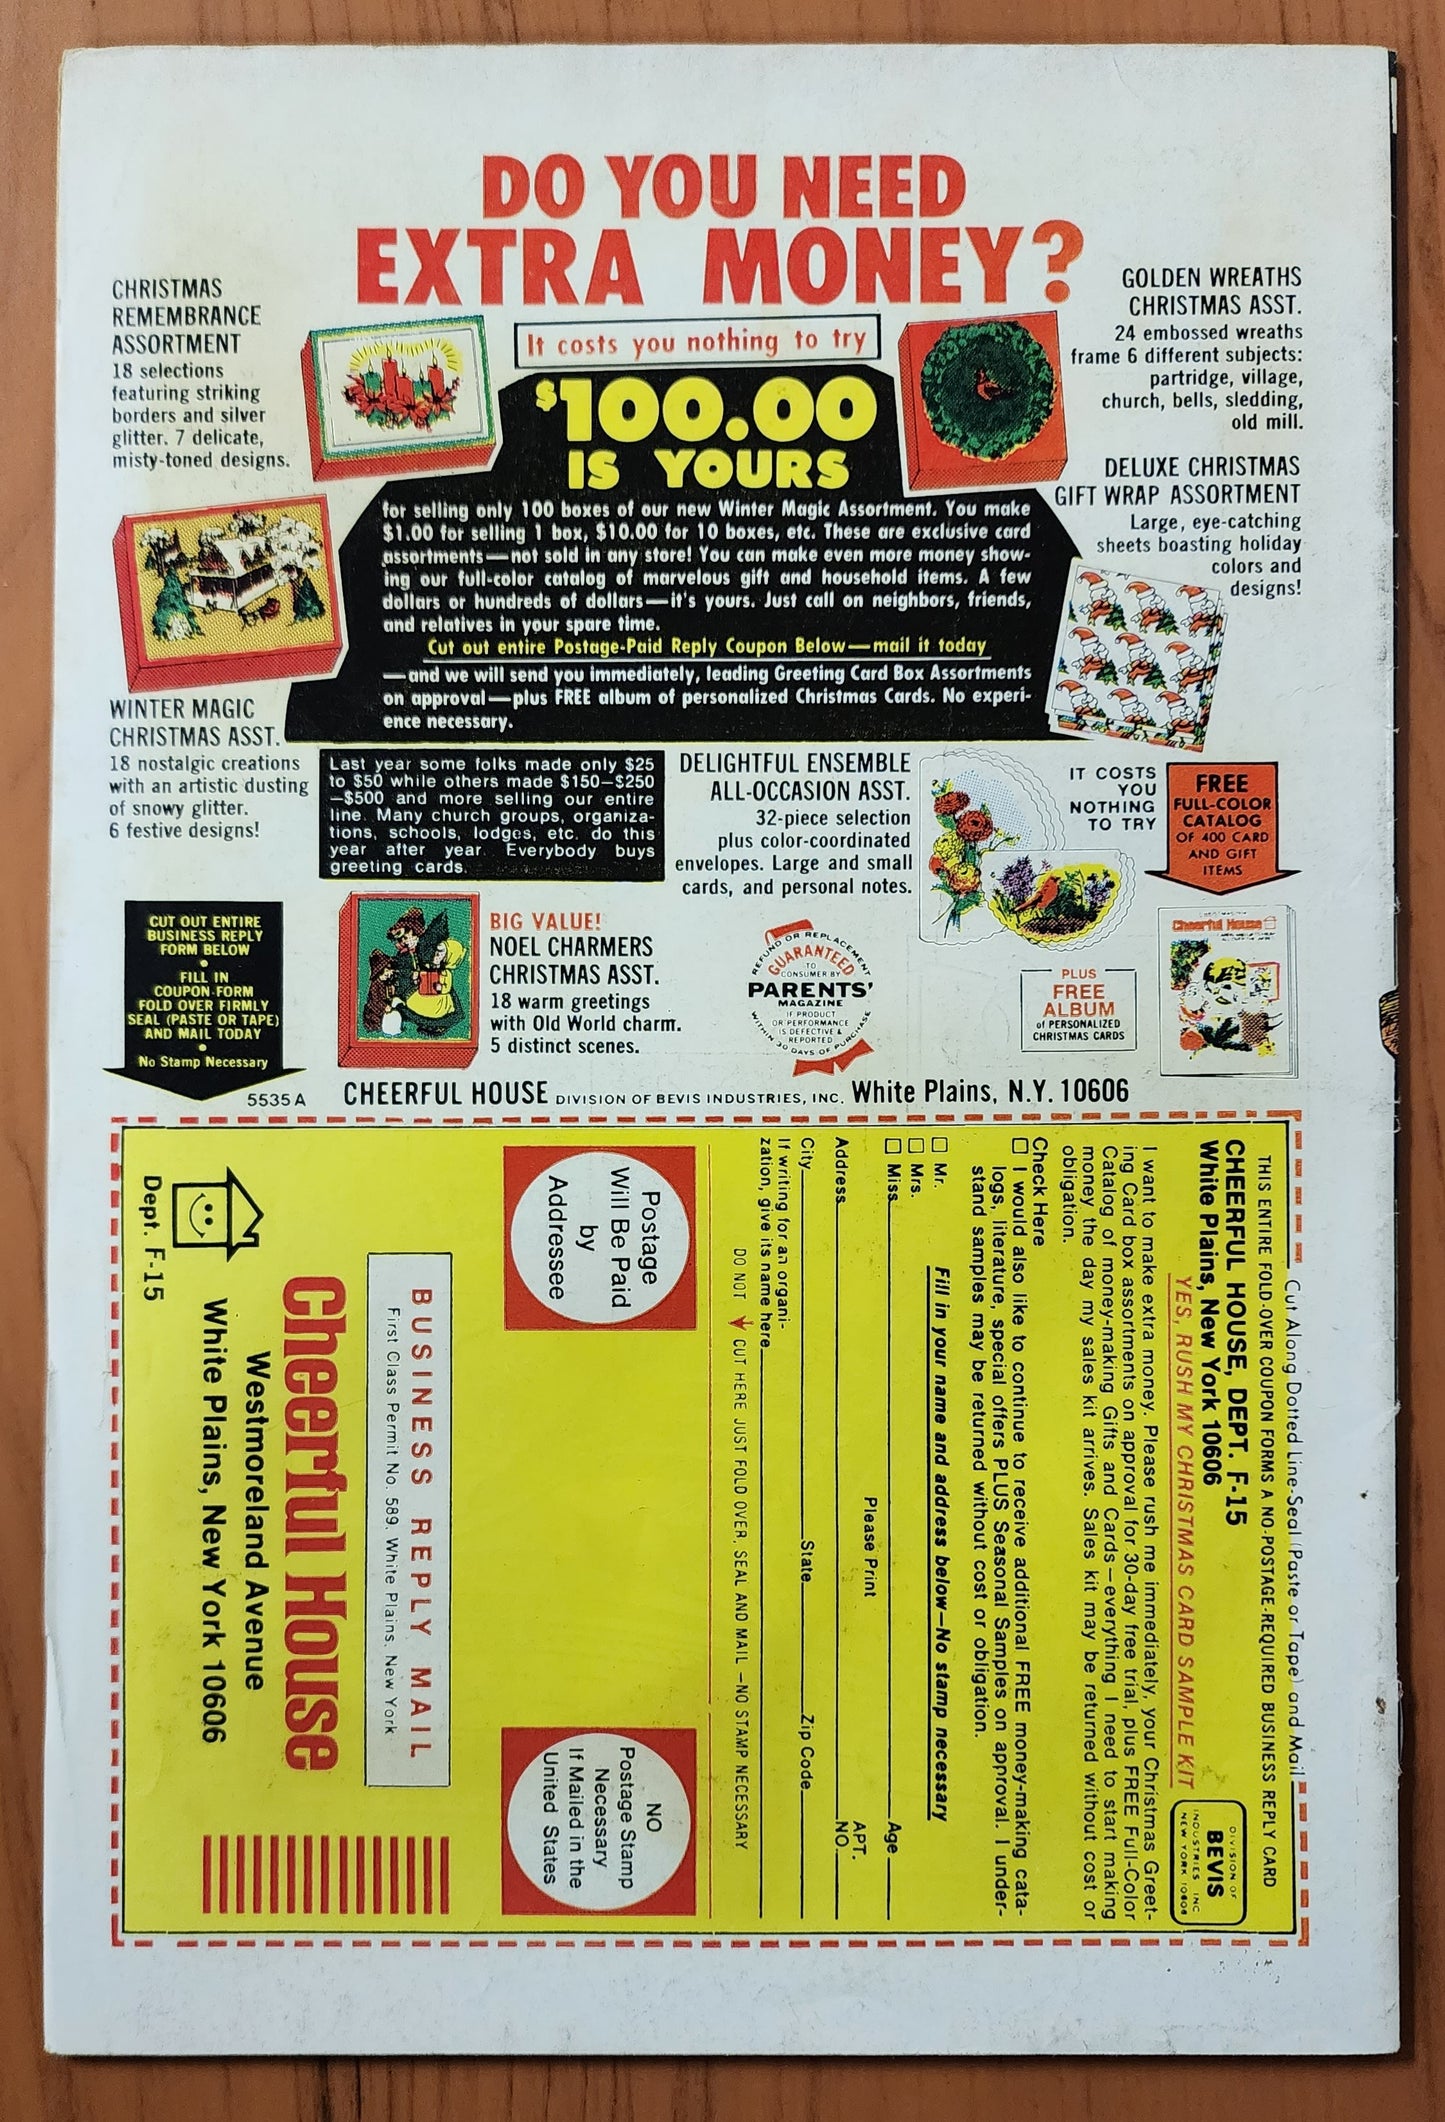 DO YOU NEED
EXTRA MONEY?
It costs you nothing to try
$100.00
IS YOURS
for selling only 100 boxes of our new Winter Magic Assortment. You make
$1.00 for selling 1 box, $10.00 for 10 boxes, etc. These are exclusive card
assortments—not sold in any store! You can make even more money show-
ing our full-color catalog of marvelous gift and household items. A few
dollars or hundreds of dollars—it's yours. Just call on neighbors, friends,
and relatives in your spare time.
Cut out entire Postage-Paid Reply Coupon Below—mail it today
—and we will send you immediately, leading Greeting Card Box Assortments
on approval—plus FREE album of personalized Christmas Cards. No experi-
ence necessary.
CHRISTMAS
REMEMBRANCE
ASSORTMENT
18 selections
featuring striking
borders and silver
glitter. 7 delicate,
misty-toned designs.
GOLDEN WREATHS
CHRISTMAS ASST.
24 embossed wreaths
frame 6 different subjects:
partridge, village,
church, bells, sledding,
old mill.
DELUXE CHRISTMAS
GIFT WRAP ASSORTMENT
Large, eye-catching
sheets boasting holiday
colors and
designs!
WINTER MAGIC
CHRISTMAS ASST.
18 nostalgic creations
with an artistic dusting
of snowy glitter.
6 festive designs!
Last year some folks made only $25
to $50 while others made $150–$250
–$500 and more selling our entire
line. Many church groups, organiza-
tions, schools, lodges, etc. do this
year after year. Everybody buys
greeting cards.
DELIGHTFUL ENSEMBLE
ALL-OCCASION ASST.
32-piece selection
plus color-coordinated
envelopes. Large and small
cards, and personal notes.
IT COSTS
YOU
NOTHING
TO TRY
FREE
FULL-COLOR
CATALOG
OF 400 CARD
AND GIFT
ITEMS
CUT OUT ENTIRE
BUSINESS REPLY
FORM BELOW
•
FILL IN
COUPON-FORM
FOLD OVER FIRMLY
SEAL (PASTE OR TAPE)
AND MAIL TODAY
•
No Stamp Necessary
5535 A
BIG VALUE!
NOEL CHARMERS
CHRISTMAS ASST.
18 warm greetings
with Old World charm.
5 distinct scenes.
REFUND OR REPLACEMENT
GUARANTEED
TO
CONSUMER BY
PARENTS'
MAGAZINE
IF PRODUCT
OR PERFORMANCE
IS DEFECTIVE &
REPORTED
WITHIN 30 DAYS OF PURCHASE
PLUS
FREE
ALBUM
of PERSONALIZED
CHRISTMAS CARDS
Cheerful House
CHEERFUL HOUSE DIVISION OF BEVIS INDUSTRIES, INC. White Plains, N.Y. 10606
Cut Along Dotted Line-Seal (Paste or Tape) and Mail
THIS ENTIRE FOLD-OVER COUPON FORMS A NO-POSTAGE-REQUIRED BUSINESS REPLY CARD
CHEERFUL HOUSE, DEPT. F-15
White Plains, New York 10606
DIVISION OF
BEVIS
INDUSTRIES INC
NEW YORK 10606
YES, RUSH MY CHRISTMAS CARD SAMPLE KIT
I want to make extra money. Please rush me immediately, your Christmas Greet-
ing Card box assortments on approval for 30-day free trial, plus FREE Full-Color
Catalog of money-making Gifts and Cards—everything I need to start making
money the day my sales kit arrives. Sales kit may be returned without cost or
obligation.
Check Here
☐ I would also like to continue to receive additional FREE money-making cata-
logs, literature, special offers PLUS Seasonal Samples on approval. I under-
stand samples may be returned without cost or obligation.
Fill in your name and address below—No stamp necessary
☐ Mr.
☐ Mrs.
☐ Miss Age
Please Print
Address APT. NO.
City State Zip Code
If writing for an organi-
zation, give its name here
DO NOT CUT HERE JUST FOLD OVER, SEAL AND MAIL –NO STAMP NECESSARY
Postage
Will Be Paid
by
Addressee
NO
Postage Stamp
Necessary
If Mailed in the
United States
BUSINESS REPLY MAIL
First Class Permit No. 589, White Plains, New York
Cheerful House
Westmoreland Avenue
White Plains, New York 10606
Dept. F-15